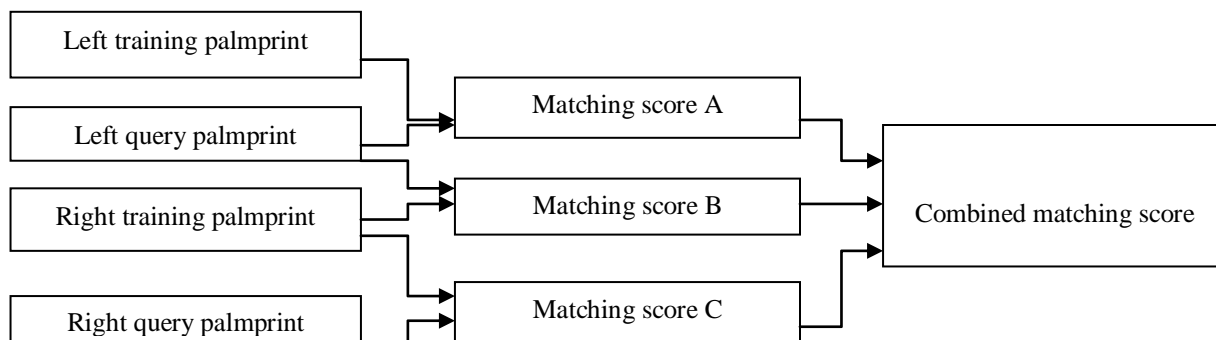 Left training palmprint
Left query palmprint
Right training palmprint
Right query palmprint
Matching score A
Matching score B
Matching score C
Combined matching score